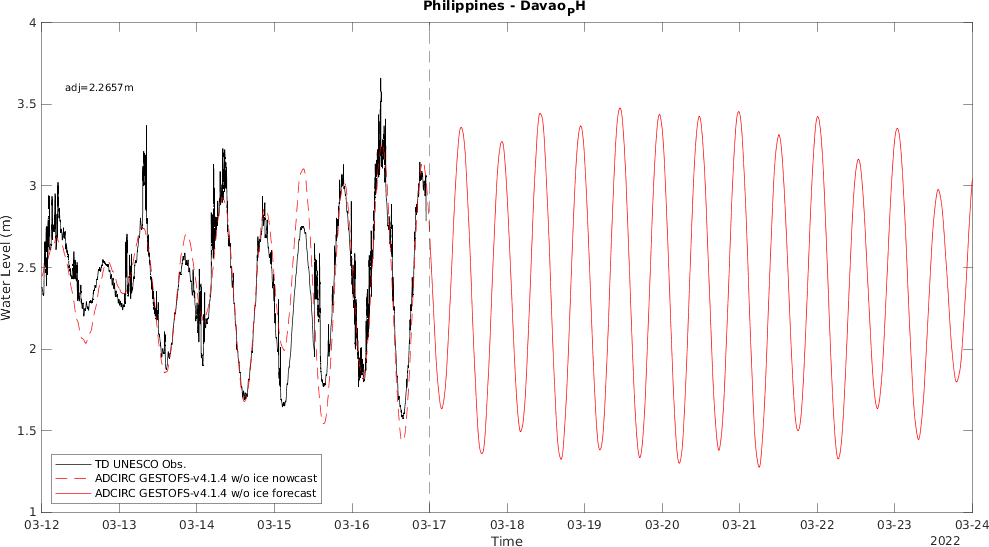 Philippines - Davao_PH
4
3.5
3
2.5
2
1.5
1
Water Level (m)
adj=2.2657m
TD UNESCO Obs.
ADCIRC GESTOFS-v4.1.4 w/o ice nowcast
ADCIRC GESTOFS-v4.1.4 w/o ice forecast
03-12 03-13 03-14 03-15 03-16 03-17 03-18 03-19 03-20 03-21 03-22 03-23 03-24
Time
2022